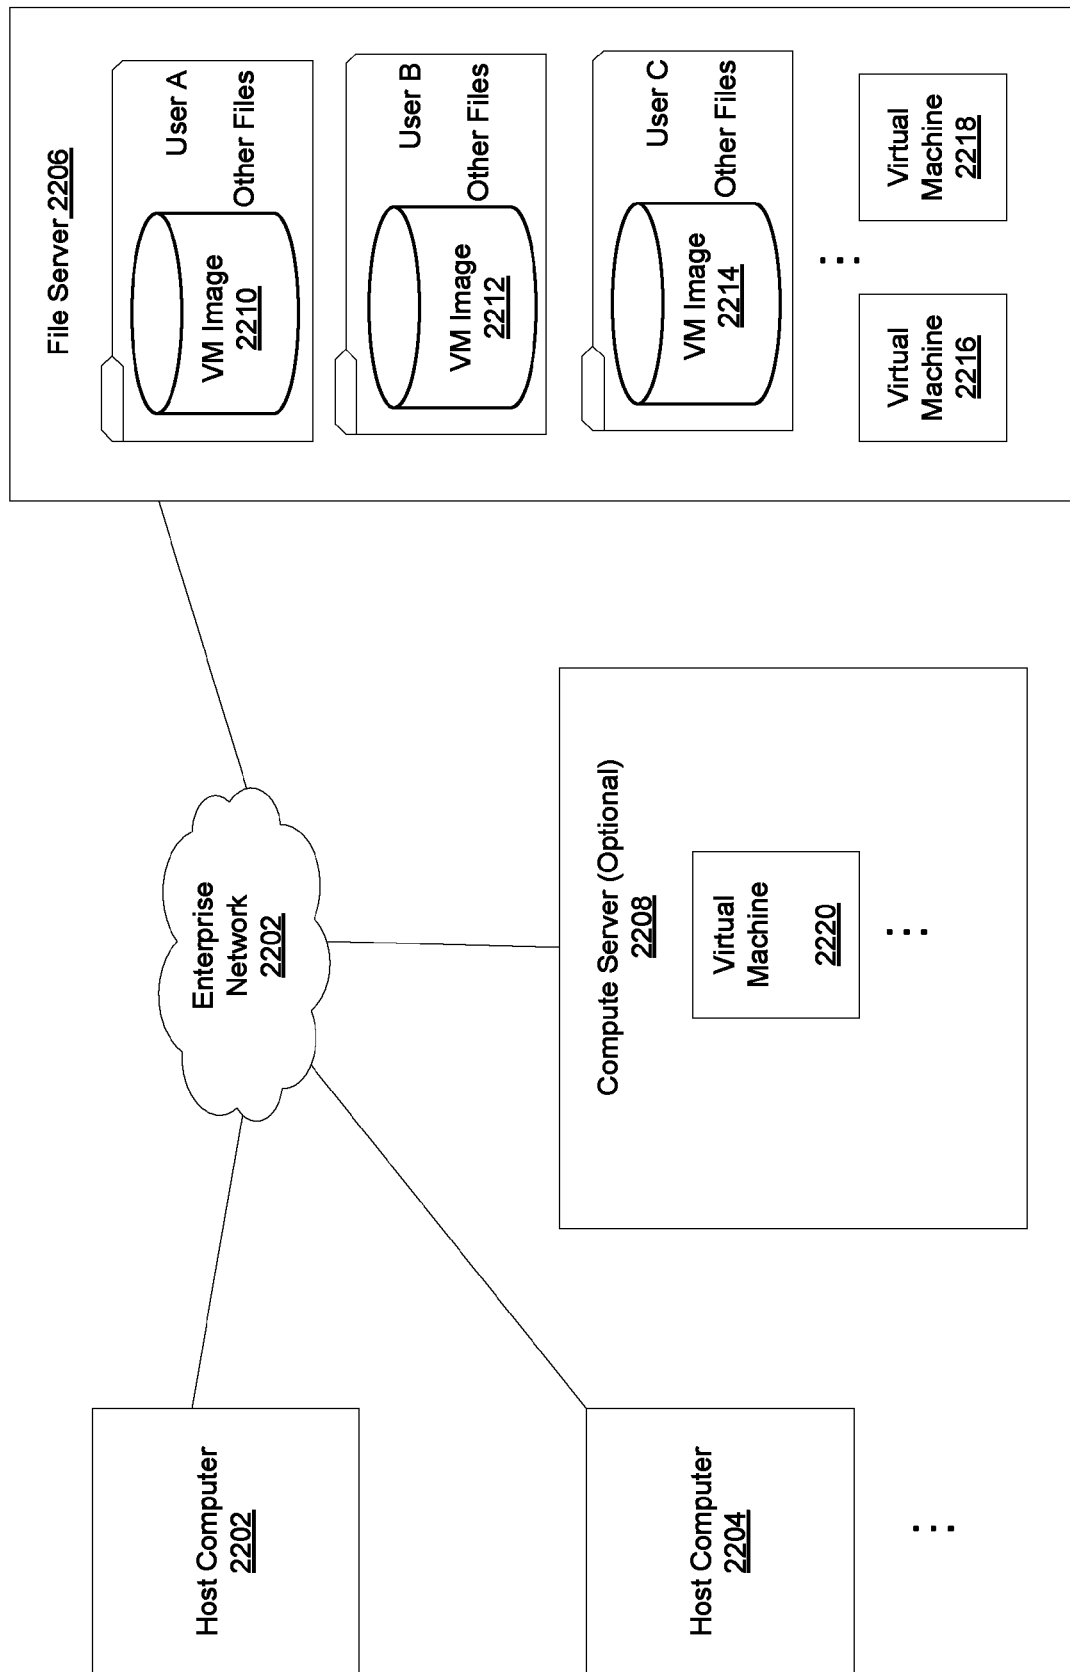 Host Computer
2202
Host Computer
2204
...
Enterprise
Network
2202
Compute Server (Optional)
2208
Virtual
Machine
2220
...
File Server 2206
User A
VM Image
2210
Other Files
User B
VM Image
2212
Other Files
User C
VM Image
2214
Other Files
...
Virtual
Machine
2216
Virtual
Machine
2218